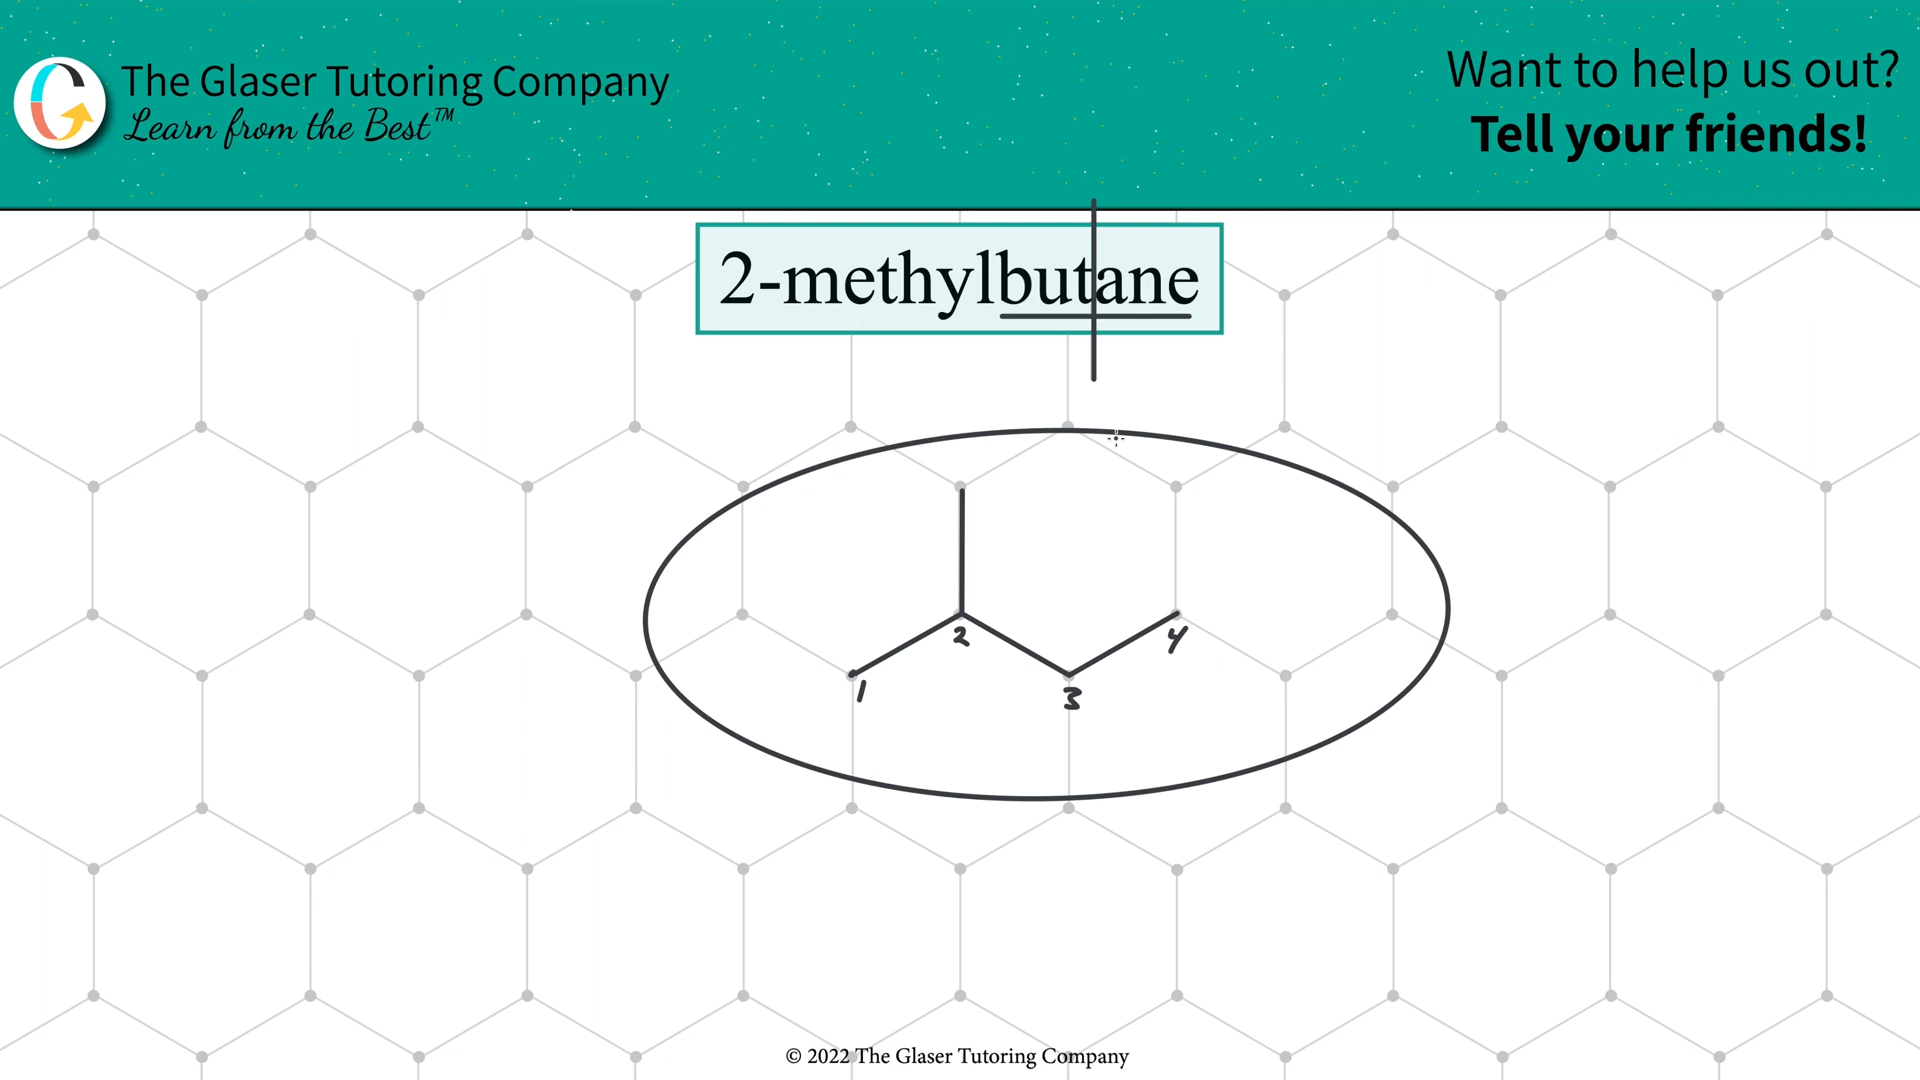 The Glaser Tutoring Company
Learn from the Best™
Want to help us out?
Tell your friends!
2-methylbutane
2
4
1
3
© 2022 The Glaser Tutoring Company